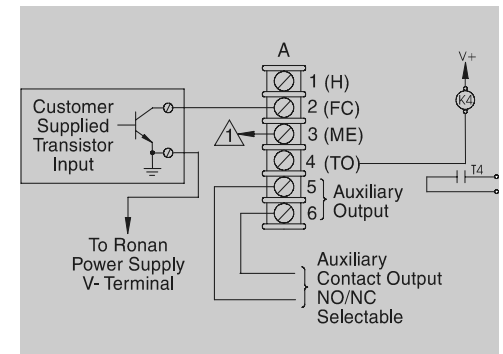 A
V+
1 (H)
K4
Customer
Supplied
Transistor
Input
2 (FC)
1
3 (ME)
4 (TO)
T4
5
6
Auxiliary
Output
To Ronan
Power Supply
V- Terminal
Auxiliary
Contact Output
NO/NC
Selectable